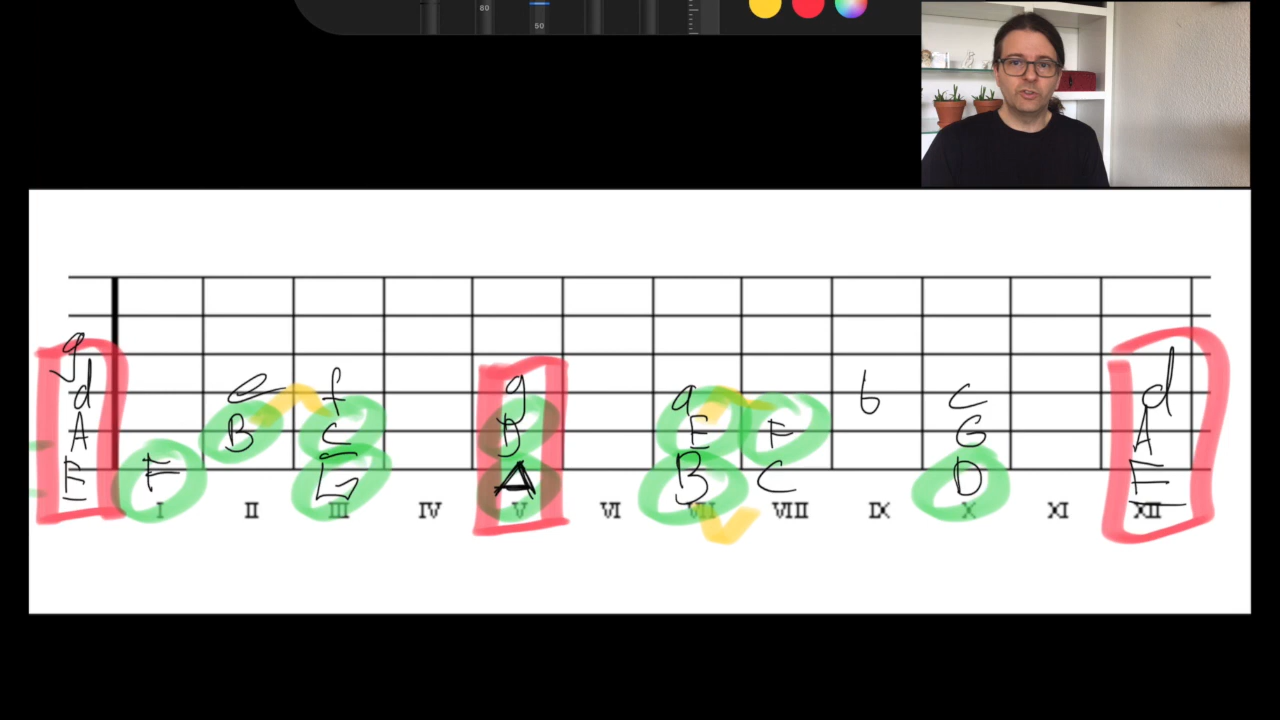 80
50
g
d e f g a b c d
A B C D E F G A
E F G A B C D E
I II III IV V VI VII VIII IX X XI XII